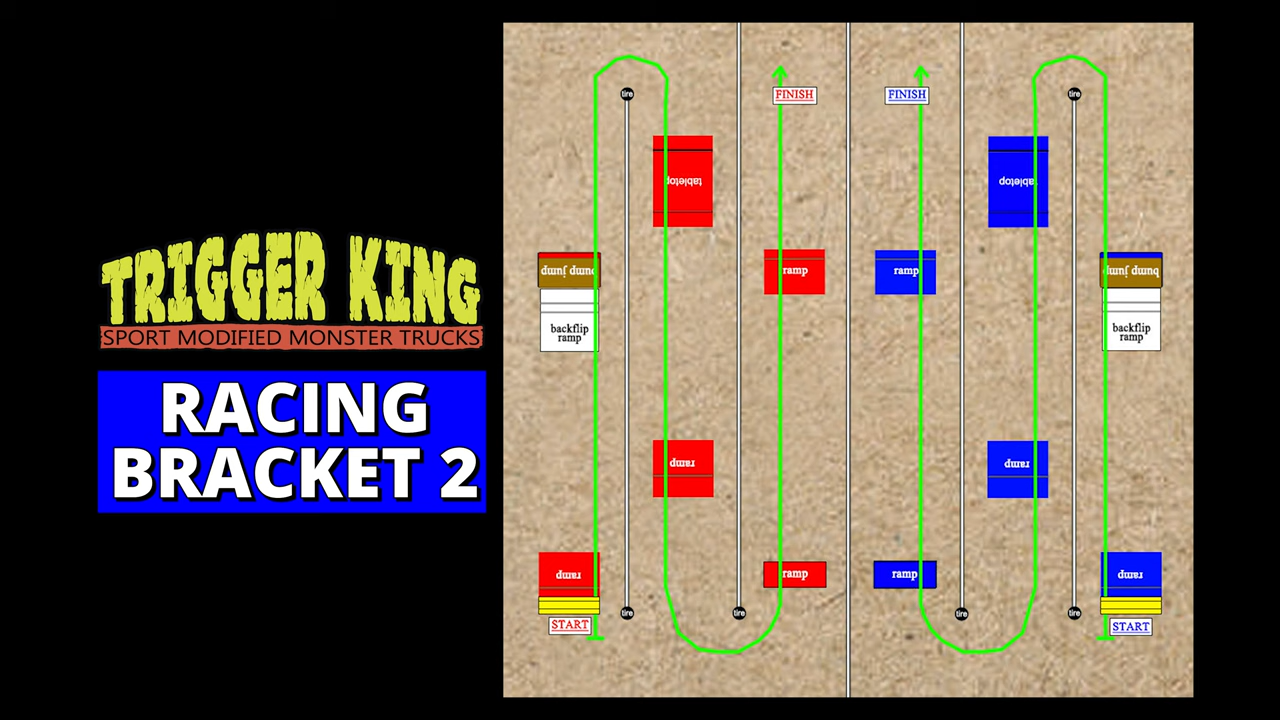 TRIGGER KING
SPORT MODIFIED MONSTER TRUCKS
RACING
BRACKET 2
tire
FINISH
FINISH
tire
tabletop
tabletop
bump jump
ramp
ramp
bump jump
backflip
ramp
backflip
ramp
ramp
ramp
ramp
ramp
ramp
ramp
START
tire
tire
tire
tire
START